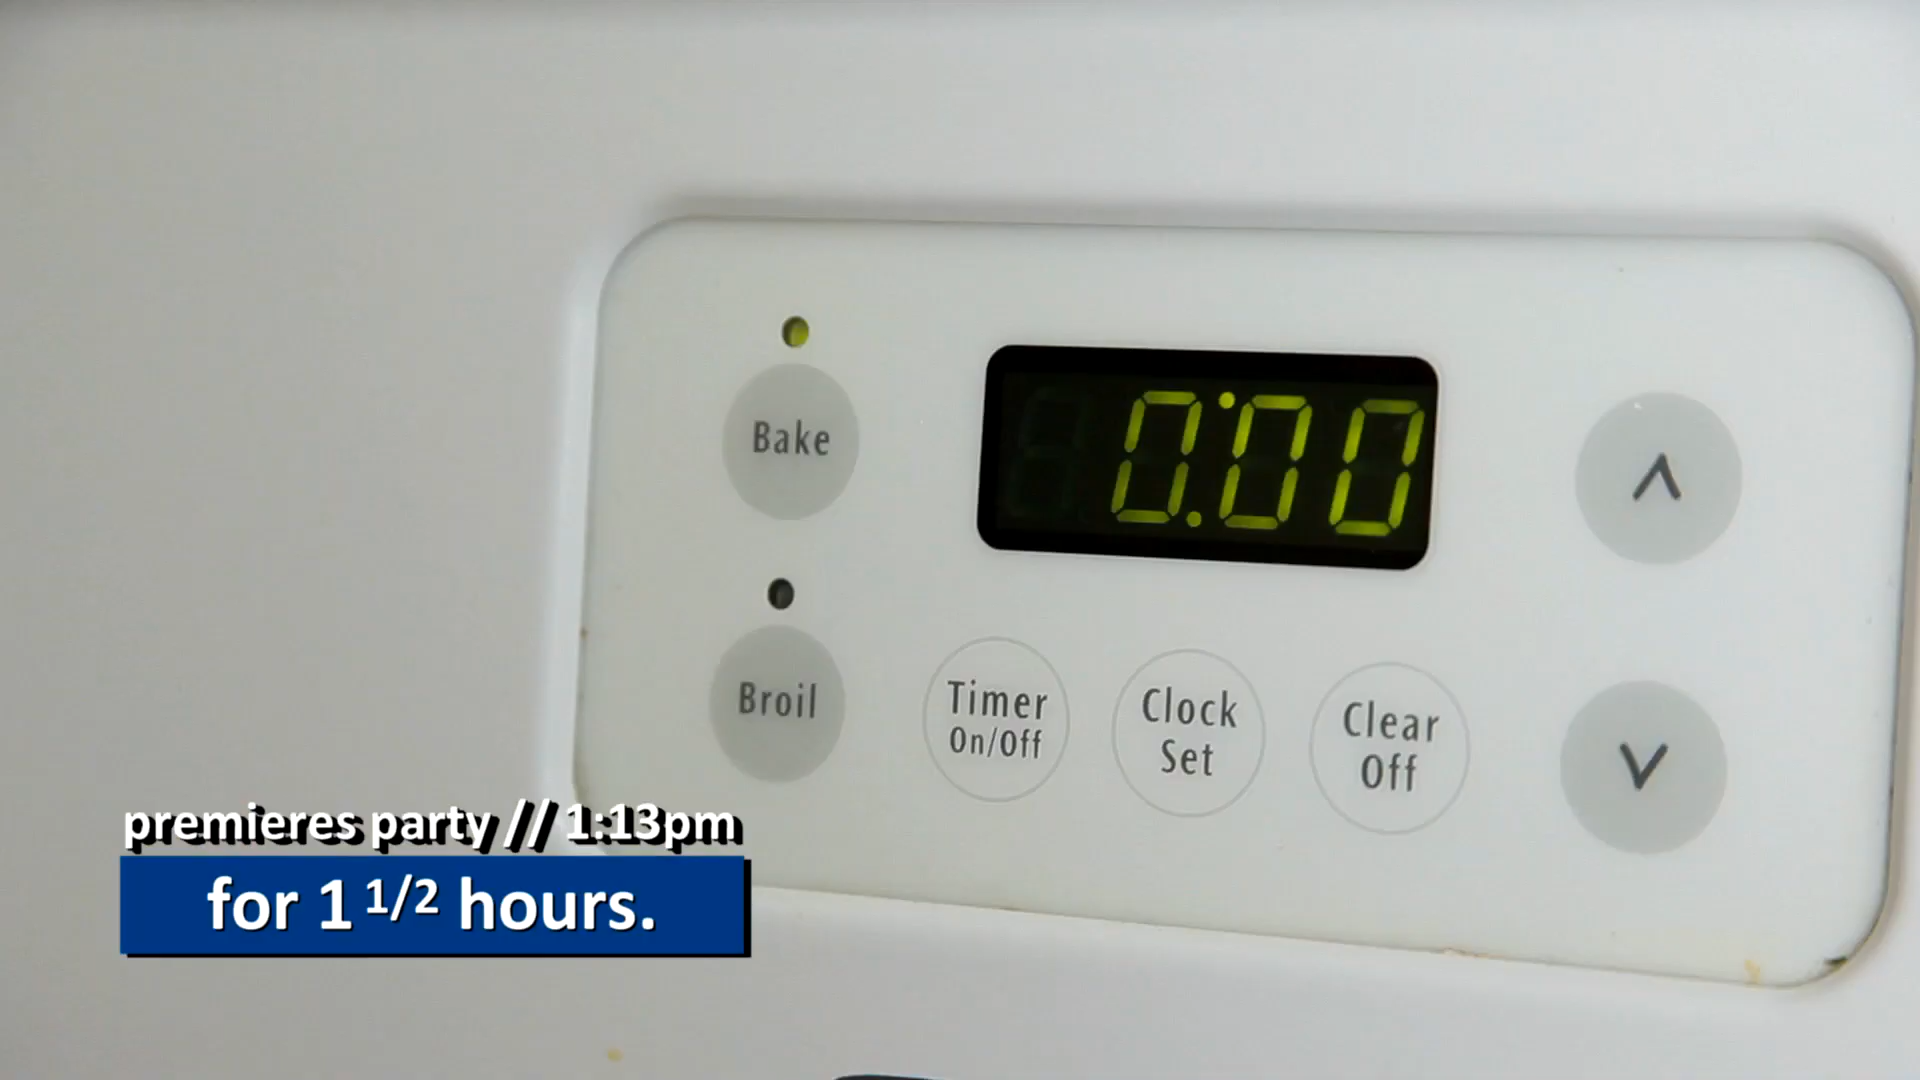 Bake
0:00
Broil
Timer
On/Off
Clock
Set
Clear
Off
premieres party // 1:13pm
for 1 1/2 hours.